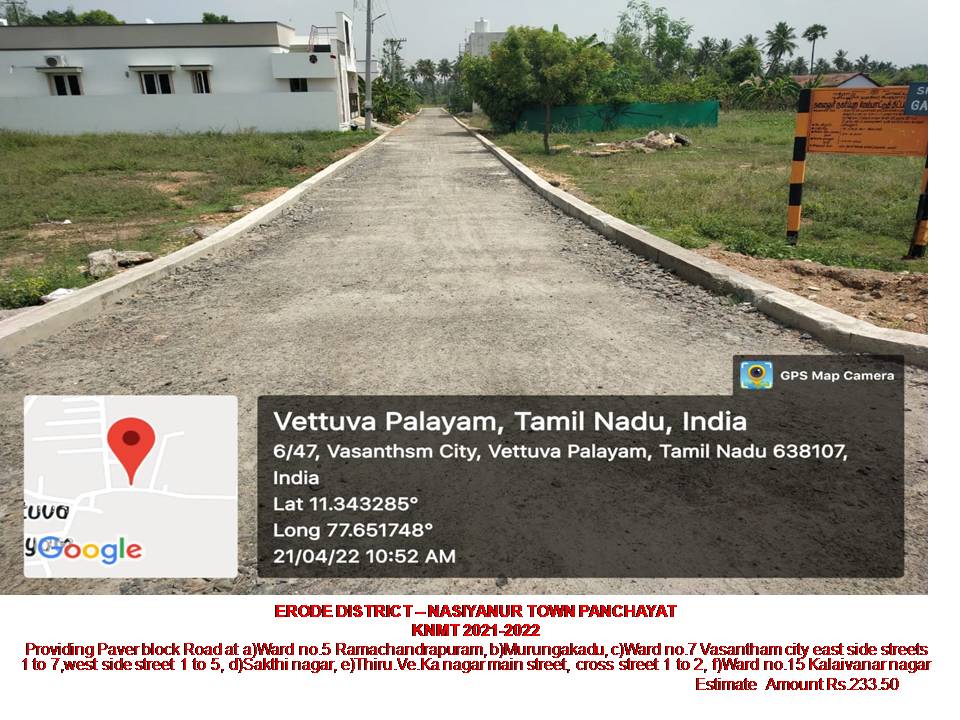 SM
GA
GPS Map Camera
Vettuva Palayam, Tamil Nadu, India
6/47, Vasanthsm City, Vettuva Palayam, Tamil Nadu 638107,
India
Lat 11.343285°
Long 77.651748°
21/04/22 10:52 AM
Google
ERODE DISTRICT – NASIYANUR TOWN PANCHAYAT
KNMT 2021-2022
Providing Paver block Road at a)Ward no.5 Ramachandrapuram, b)Murungakadu, c)Ward no.7 Vasantham city east side streets
1 to 7,west side street 1 to 5, d)Sakthi nagar, e)Thiru.Ve.Ka nagar main street, cross street 1 to 2, f)Ward no.15 Kalaivanar nagar
Estimate Amount Rs.233.50